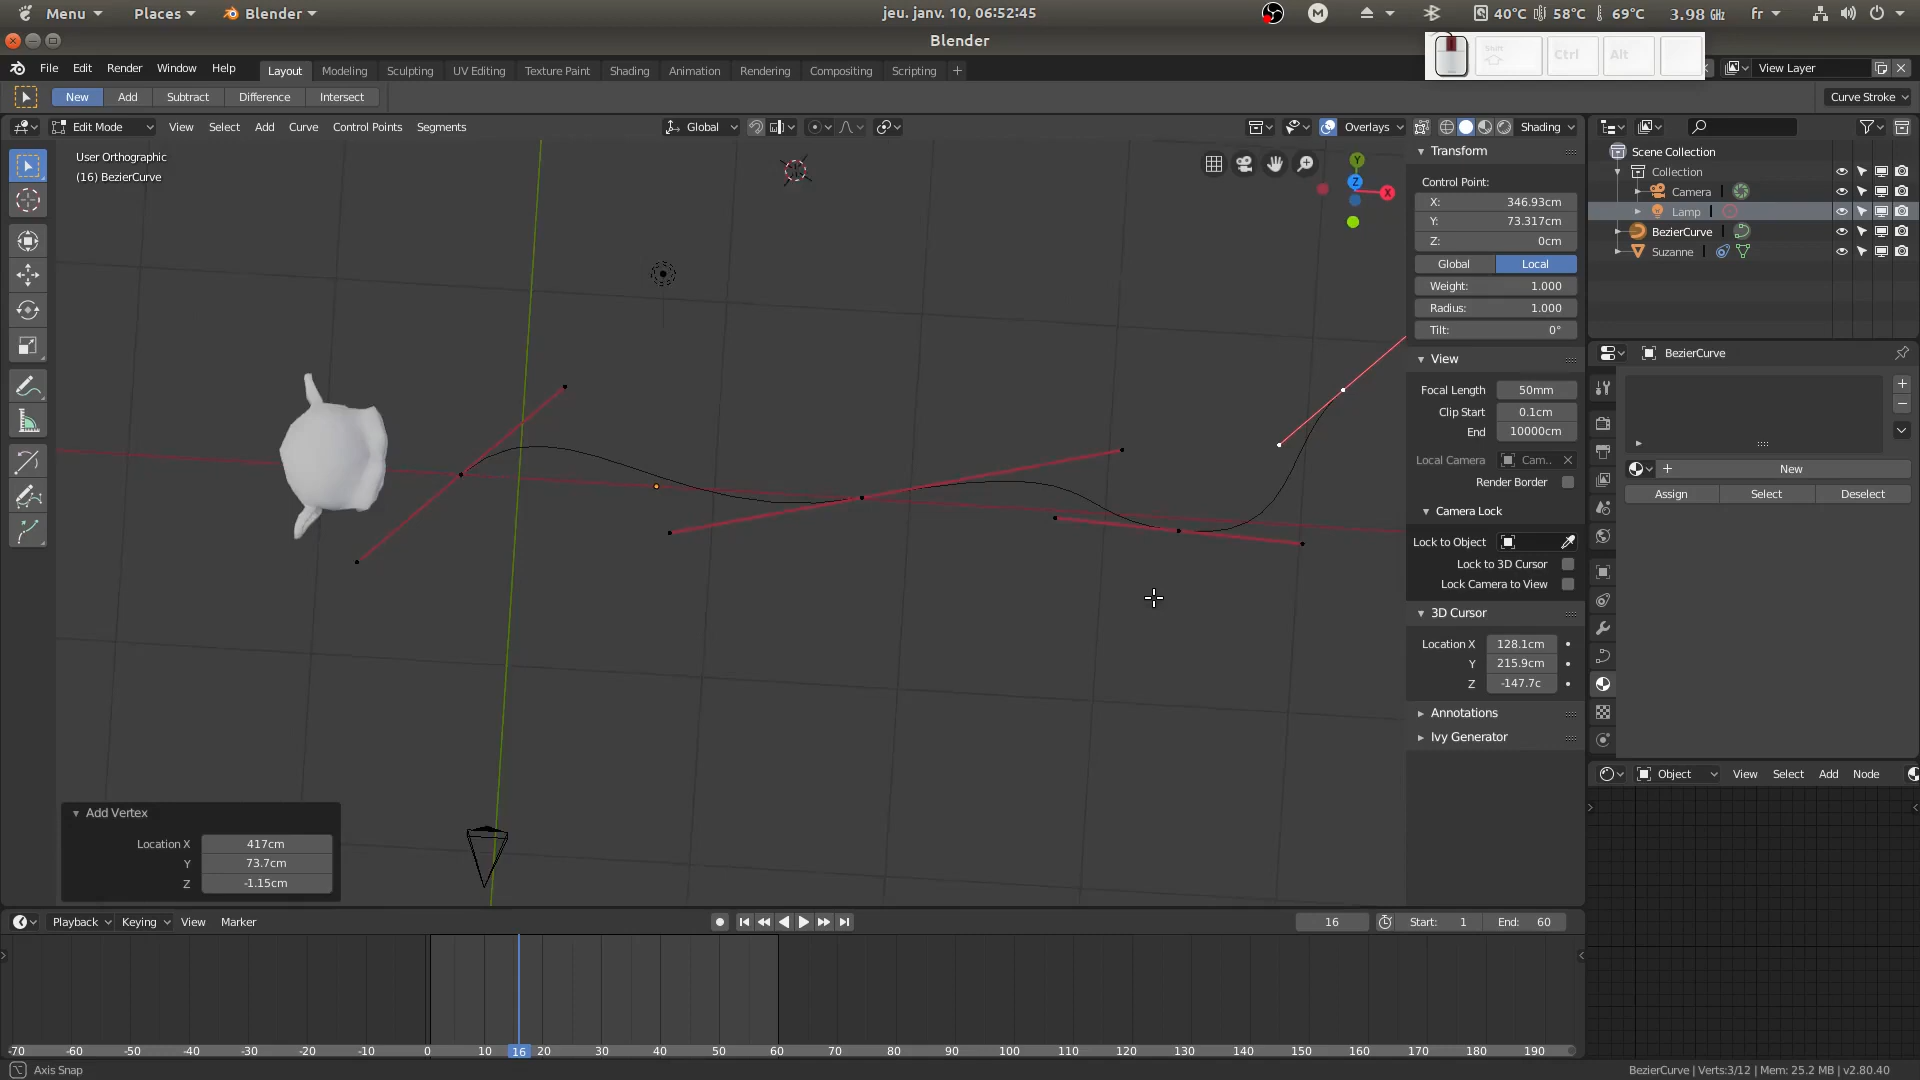 Menu Places Blender jeu. janv. 10, 06:52:45 M 40°C 58°C 69°C 3.98 GHz fr
Blender
Shift Ctrl Alt
File Edit Render Window Help Layout Modeling Sculpting UV Editing Texture Paint Shading Animation Rendering Compositing Scripting + View Layer
New Add Subtract Difference Intersect Curve Stroke
Edit Mode View Select Add Curve Control Points Segments Global Overlays Shading
User Orthographic
(16) BezierCurve
Y
Z
X
Transform
Control Point:
X: 346.93cm
Y: 73.317cm
Z: 0cm
Global Local
Weight: 1.000
Radius: 1.000
Tilt: 0°
View
Focal Length 50mm
Clip Start 0.1cm
End 10000cm
Local Camera Cam..
Render Border
Camera Lock
Lock to Object
Lock to 3D Cursor
Lock Camera to View
3D Cursor
Location X 128.1cm
Y 215.9cm
Z -147.7c
Annotations
Ivy Generator
Scene Collection
Collection
Camera
Lamp
BezierCurve
Suzanne
BezierCurve
+ New
Assign Select Deselect
Object View Select Add Node
Add Vertex
Location X 417cm
Y 73.7cm
Z -1.15cm
Playback Keying View Marker 16 Start: 1 End: 60
-70 -60 -50 -40 -30 -20 -10 0 10 16 20 30 40 50 60 70 80 90 100 110 120 130 140 150 160 170 180 190
Axis Snap BezierCurve | Verts:3/12 | Mem: 25.2 MB | v2.80.40